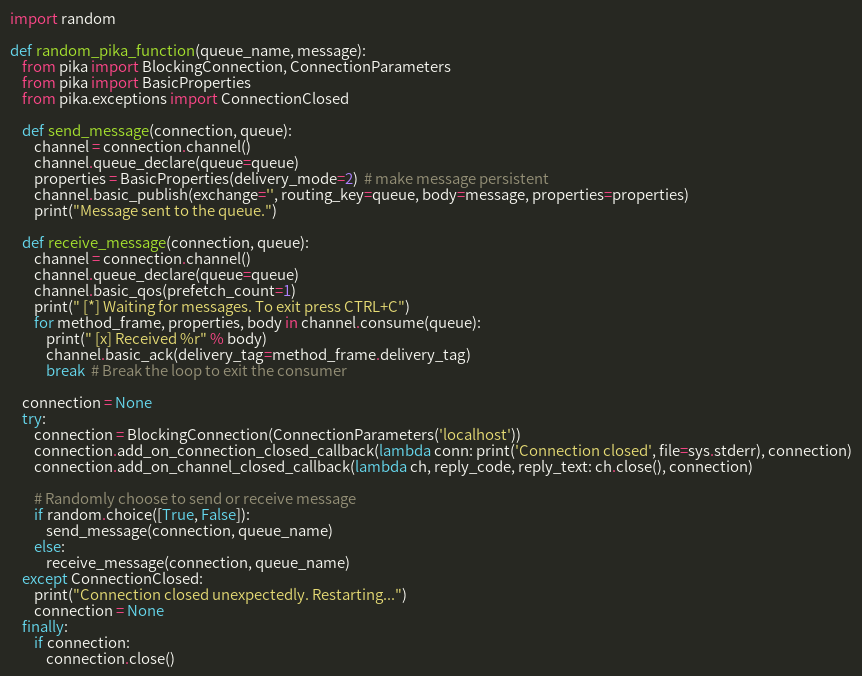 import random

def random_pika_function(queue_name, message):
    from pika import BlockingConnection, ConnectionParameters
    from pika import BasicProperties
    from pika.exceptions import ConnectionClosed

    def send_message(connection, queue):
        channel = connection.channel()
        channel.queue_declare(queue=queue)
        properties = BasicProperties(delivery_mode=2)  # make message persistent
        channel.basic_publish(exchange='', routing_key=queue, body=message, properties=properties)
        print("Message sent to the queue.")

    def receive_message(connection, queue):
        channel = connection.channel()
        channel.queue_declare(queue=queue)
        channel.basic_qos(prefetch_count=1)
        print(" [*] Waiting for messages. To exit press CTRL+C")
        for method_frame, properties, body in channel.consume(queue):
            print(" [x] Received %r" % body)
            channel.basic_ack(delivery_tag=method_frame.delivery_tag)
            break  # Break the loop to exit the consumer

    connection = None
    try:
        connection = BlockingConnection(ConnectionParameters('localhost'))
        connection.add_on_connection_closed_callback(lambda conn: print('Connection closed', file=sys.stderr), connection)
        connection.add_on_channel_closed_callback(lambda ch, reply_code, reply_text: ch.close(), connection)

        # Randomly choose to send or receive message
        if random.choice([True, False]):
            send_message(connection, queue_name)
        else:
            receive_message(connection, queue_name)
    except ConnectionClosed:
        print("Connection closed unexpectedly. Restarting...")
        connection = None
    finally:
        if connection:
            connection.close()